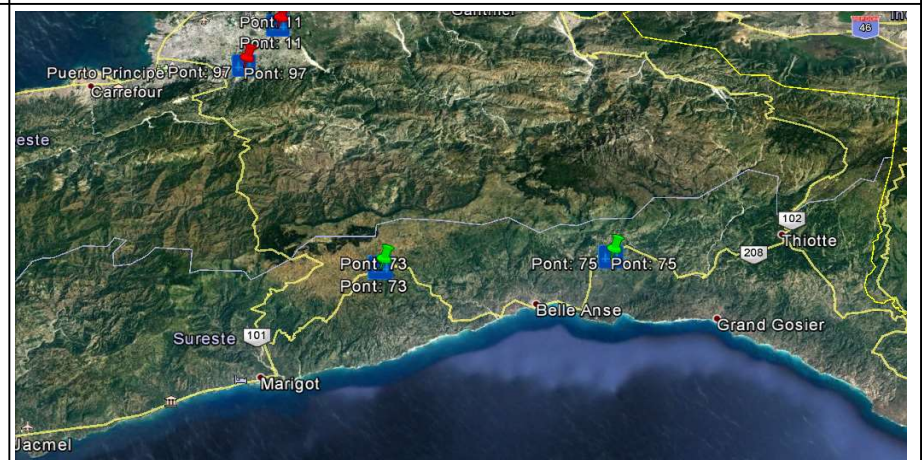 Pont: 11
Pont: 11
46
Puerto Principe
Pont: 97
Pont: 97
Carrefour
este
102
Thiotte
208
Pont: 73
Pont: 75
Pont: 75
Pont: 73
Belle Anse
Grand Gosier
Sureste
101
Marigot
Jacmel